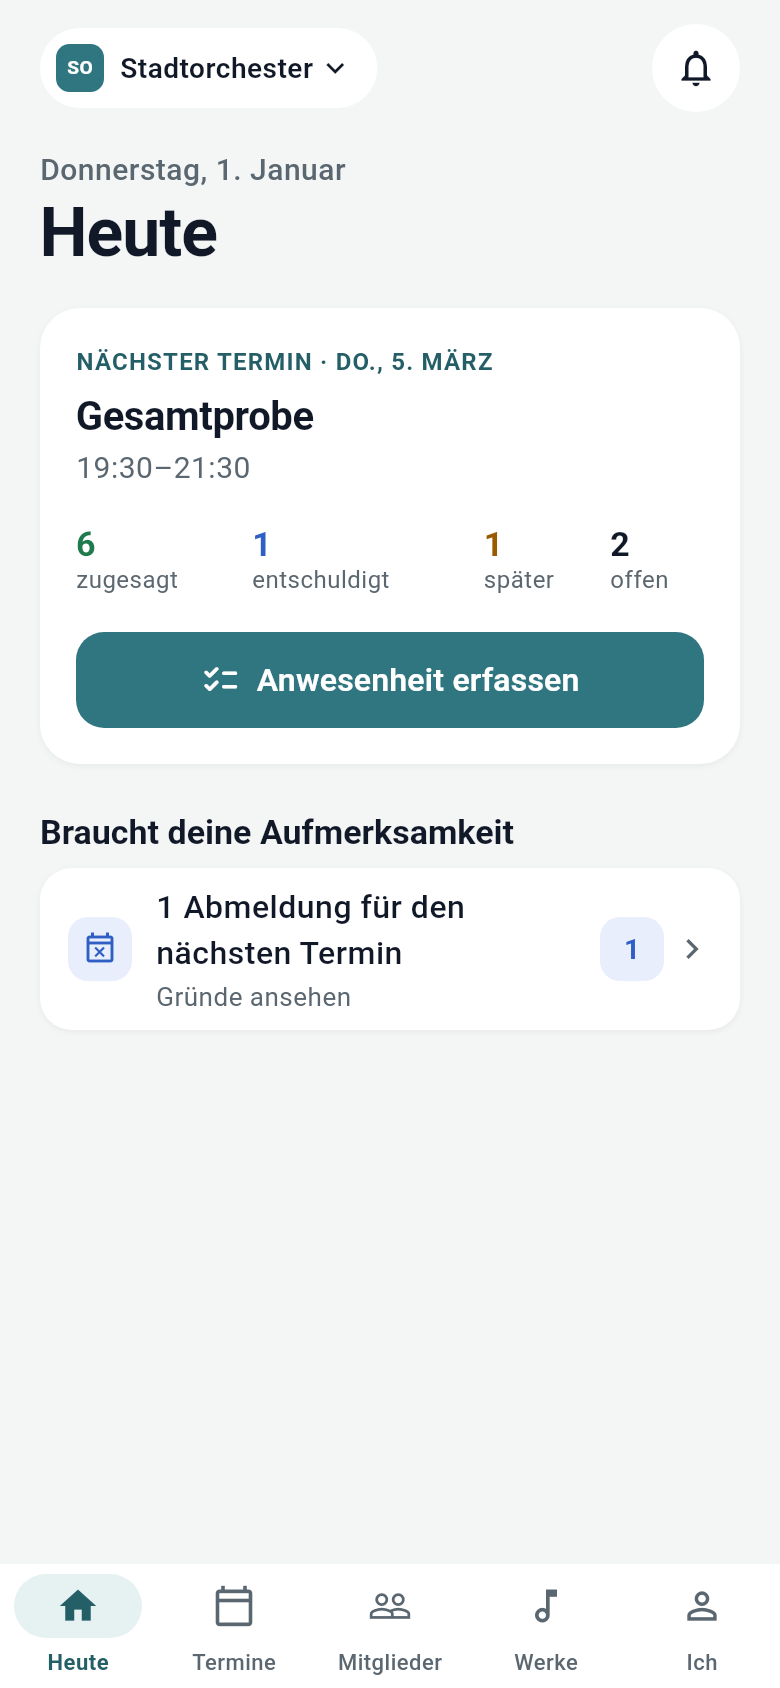 SO Stadtorchester
Donnerstag, 1. Januar
Heute
NÄCHSTER TERMIN · DO., 5. MÄRZ
Gesamtprobe
19:30–21:30
6 1 1 2
zugesagt entschuldigt später offen
Anwesenheit erfassen
Braucht deine Aufmerksamkeit
1 Abmeldung für den
nächsten Termin
1
Gründe ansehen
Heute Termine Mitglieder Werke Ich